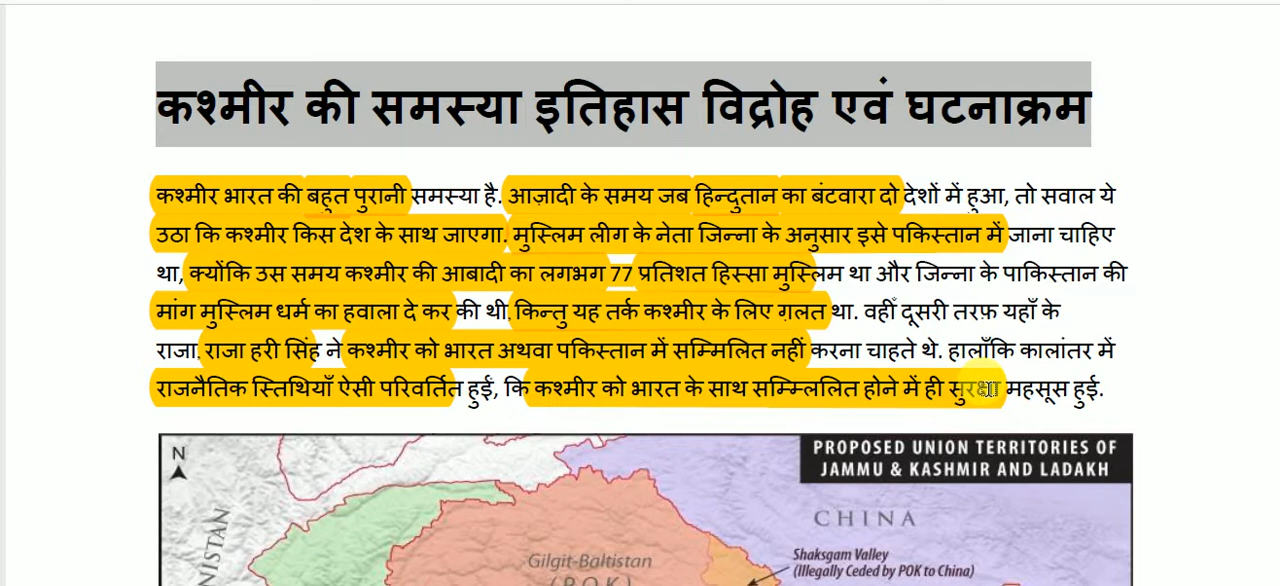 कश्मीर की समस्या इतिहास विद्रोह एवं घटनाक्रम
कश्मीर भारत की बहुत पुरानी समस्या है. आज़ादी के समय जब हिन्दुतान का बंटवारा दो देशों में हुआ, तो सवाल ये
उठा कि कश्मीर किस देश के साथ जाएगा. मुस्लिम लीग के नेता जिन्ना के अनुसार इसे पकिस्तान में जाना चाहिए
था, क्योंकि उस समय कश्मीर की आबादी का लगभग 77 प्रतिशत हिस्सा मुस्लिम था और जिन्ना के पाकिस्तान की
मांग मुस्लिम धर्म का हवाला दे कर की थी. किन्तु यह तर्क कश्मीर के लिए ग़लत था. वहीँ दूसरी तरफ़ यहाँ के
राजा. राजा हरी सिंह ने कश्मीर को भारत अथवा पकिस्तान में सम्मिलित नहीं करना चाहते थे. हालाँकि कालांतर में
राजनैतिक स्तिथियाँ ऐसी परिवर्तित हुई, कि कश्मीर को भारत के साथ सम्म्लिलित होने में ही सुरक्षा महसूस हुई.
N
PROPOSED UNION TERRITORIES OF
JAMMU & KASHMIR AND LADAKH
NISTAN
CHINA
Gilgit-Baltistan
(POK)
Shaksgam Valley
(Illegally Ceded by POK to China)